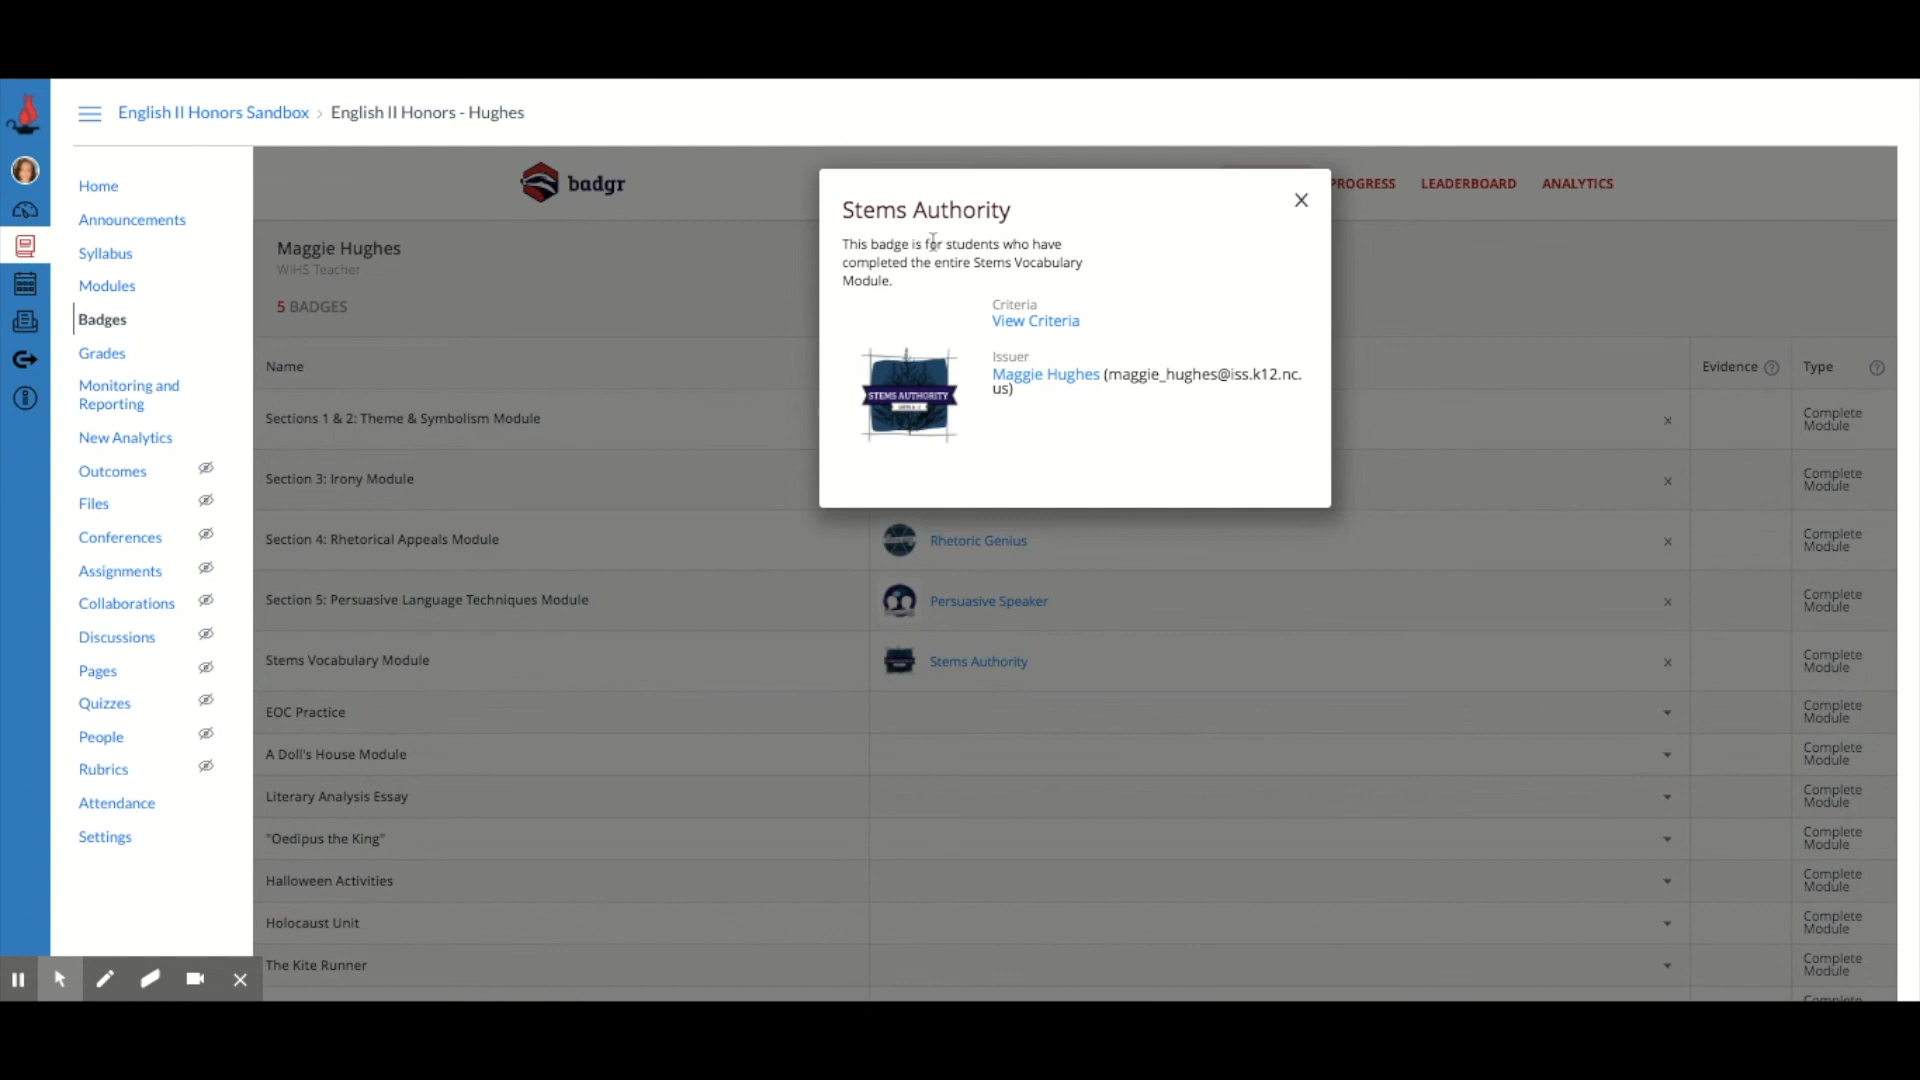 English II Honors Sandbox › English II Honors - Hughes
Home
Announcements
Syllabus
Modules
Badges
Grades
Monitoring and
Reporting
New Analytics
Outcomes
Files
Conferences
Assignments
Collaborations
Discussions
Pages
Quizzes
People
Rubrics
Attendance
Settings
badgr
PROGRESS LEADERBOARD ANALYTICS
Maggie Hughes
WiHS Teacher
5 BADGES
Stems Authority
This badge is for students who have
completed the entire Stems Vocabulary
Module.
Criteria
View Criteria
Issuer
Maggie Hughes (maggie_hughes@iss.k12.nc.
us)
STEMS AUTHORITY
Name Evidence Type
Sections 1 & 2: Theme & Symbolism Module Complete
Module
Section 3: Irony Module Complete
Module
Section 4: Rhetorical Appeals Module Rhetoric Genius Complete
Module
Section 5: Persuasive Language Techniques Module Persuasive Speaker Complete
Module
Stems Vocabulary Module Stems Authority Complete
Module
EOC Practice Complete
Module
A Doll's House Module Complete
Module
Literary Analysis Essay Complete
Module
"Oedipus the King" Complete
Module
Halloween Activities Complete
Module
Holocaust Unit Complete
Module
The Kite Runner Complete
Module
Complete